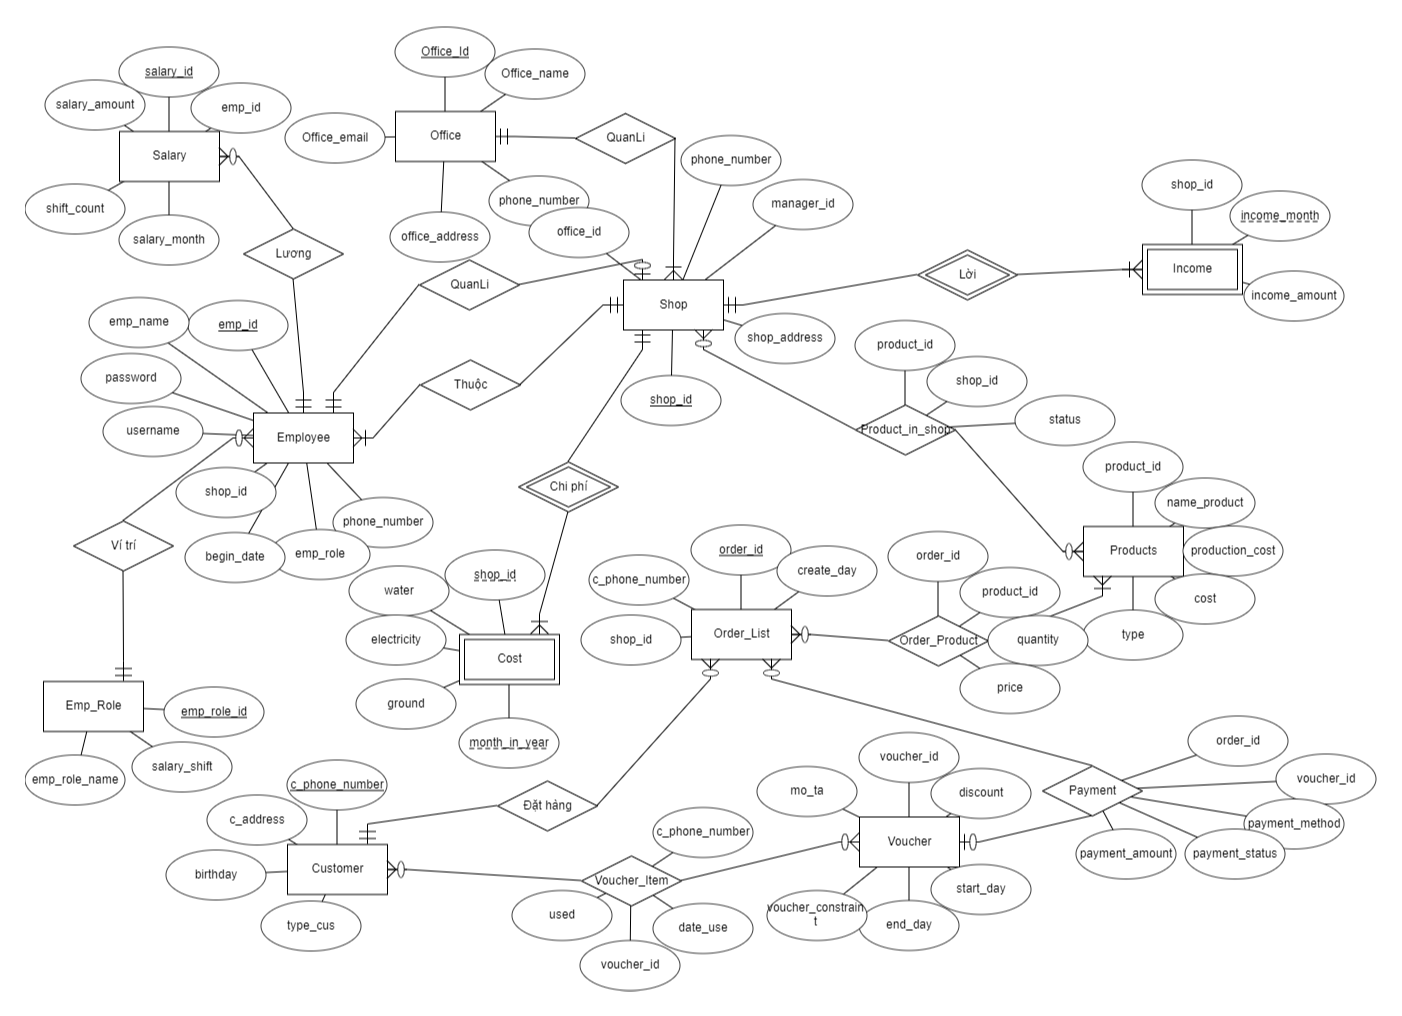 Office_Id
salary_id
Office_name
salary_amount
emp_id
Office_email
Office
QuanLi
Salary
phone_number
shop_id
shift_count
phone_number
manager_id
income_month
office_address
office_id
salary_month
Lương
Lời
Income
QuanLi
Shop
income_amount
emp_name
emp_id
shop_address
product_id
password
Thuộc
shop_id
shop_id
status
username
Employee
Product_in_shop
product_id
shop_id
Chi phí
name_product
phone_number
Ví trí
begin_date
emp_role
order_id
order_id
Products
production_cost
shop_id
c_phone_number
create_day
water
product_id
cost
electricity
shop_id
Order_List
Order_Product
quantity
type
Cost
ground
price
Emp_Role
emp_role_id
month_in_year
order_id
emp_role_name
salary_shift
voucher_id
c_phone_number
mo_ta
discount
Payment
voucher_id
Đặt hàng
c_address
c_phone_number
payment_method
Voucher
payment_amount
payment_status
birthday
Customer
Voucher_Item
start_day
type_cus
used
date_use
voucher_constrain
t
end_day
voucher_id